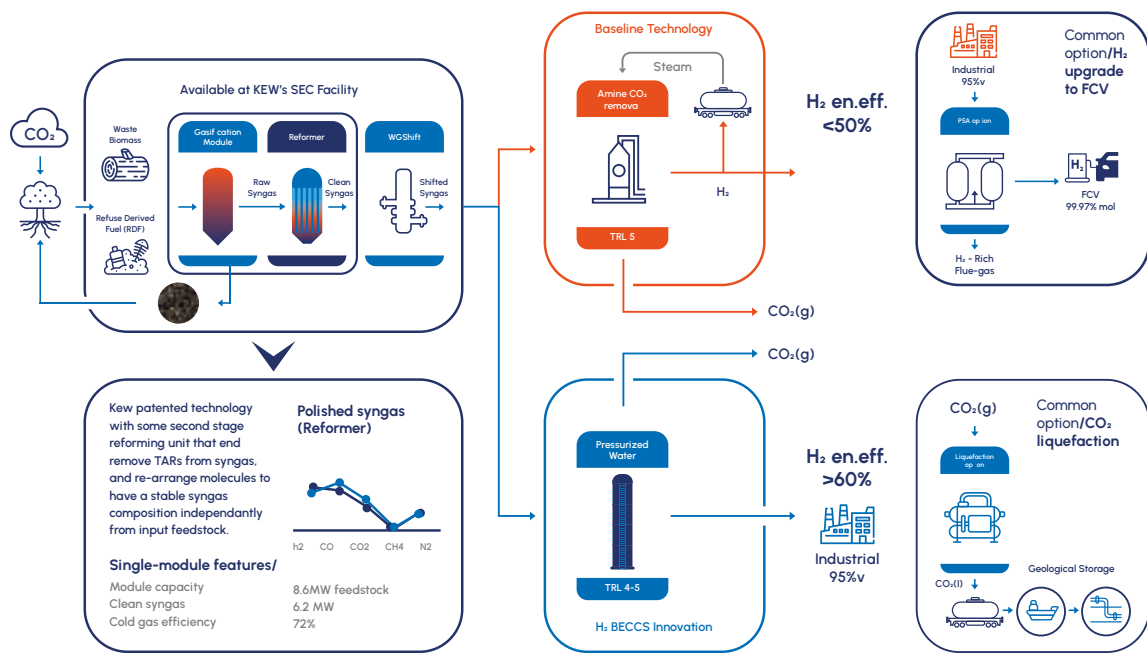 CO₂
Available at KEW's SEC Facility
Waste
Biomass
Refuse Derived
Fuel (RDF)
Gasif cation
Module
Raw
Syngas
Reformer
Clean
Syngas
WGShift
Shifted
Syngas
Kew patented technology
with some second stage
reforming unit that end
remove TARs from syngas,
and re-arrange molecules to
have a stable syngas
composition independantly
from input feedstock.
Polished syngas
(Reformer)
h2 CO CO2 CH4 N2
Single-module features/
Module capacity 8.6MW feedstock
Clean syngas 6.2 MW
Cold gas efficiency 72%
Baseline Technology
Steam
Amine CO₂
remova
H₂
TRL 5
H₂ en.eff.
<50%
CO₂(g)
CO₂(g)
Pressurized
Water
TRL 4-5
H₂ BECCS Innovation
H₂ en.eff.
>60%
Industrial
95%v
Industrial
95%v
Common
option/H₂
upgrade
to FCV
PSA op ion
H₂
FCV
99.97% mol
H₂ - Rich
Flue-gas
CO₂(g)
Common
option/CO₂
liquefaction
Liquefaction
op on
CO₂(l)
Geological Storage